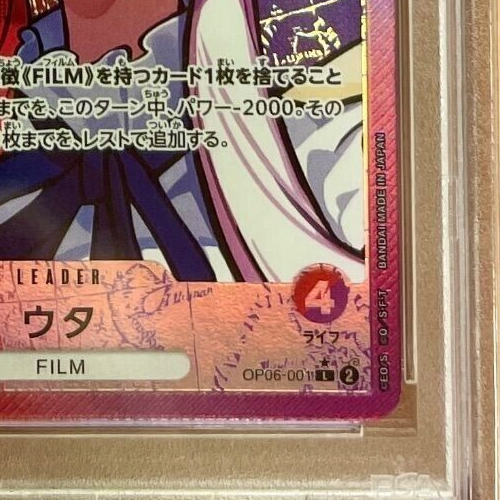 徴《FILM》を持つカード1枚を捨てること
までを、このターン中、パワー-2000。その
枚までを、レストで追加する。
LEADER
ウタ
FILM
4
ライフ
OP06-001 L 2
©E.O./S. ©O./S.F.T. BANDAI MADE IN JAPAN